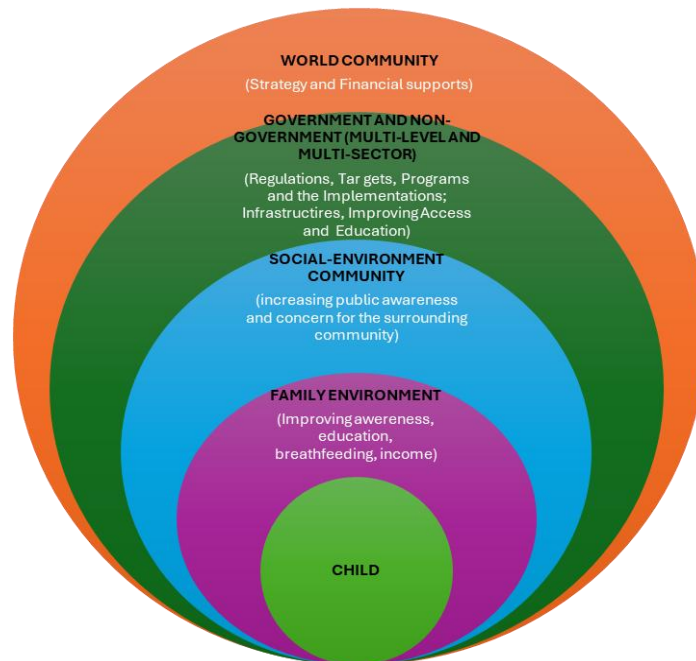 WORLD COMMUNITY
(Strategy and Financial supports)
GOVERNMENT AND NON-
GOVERNMENT (MULTI-LEVEL AND
MULTI-SECTOR)
(Regulations, Targets, Programs
and the Implementations;
Infrastructires, Improving Access
and Education)
SOCIAL-ENVIRONMENT
COMMUNITY
(increasing public awareness
and concern for the surrounding
community)
FAMILY ENVIRONMENT
(Improving awereness,
education,
breathfeeding, income)
CHILD